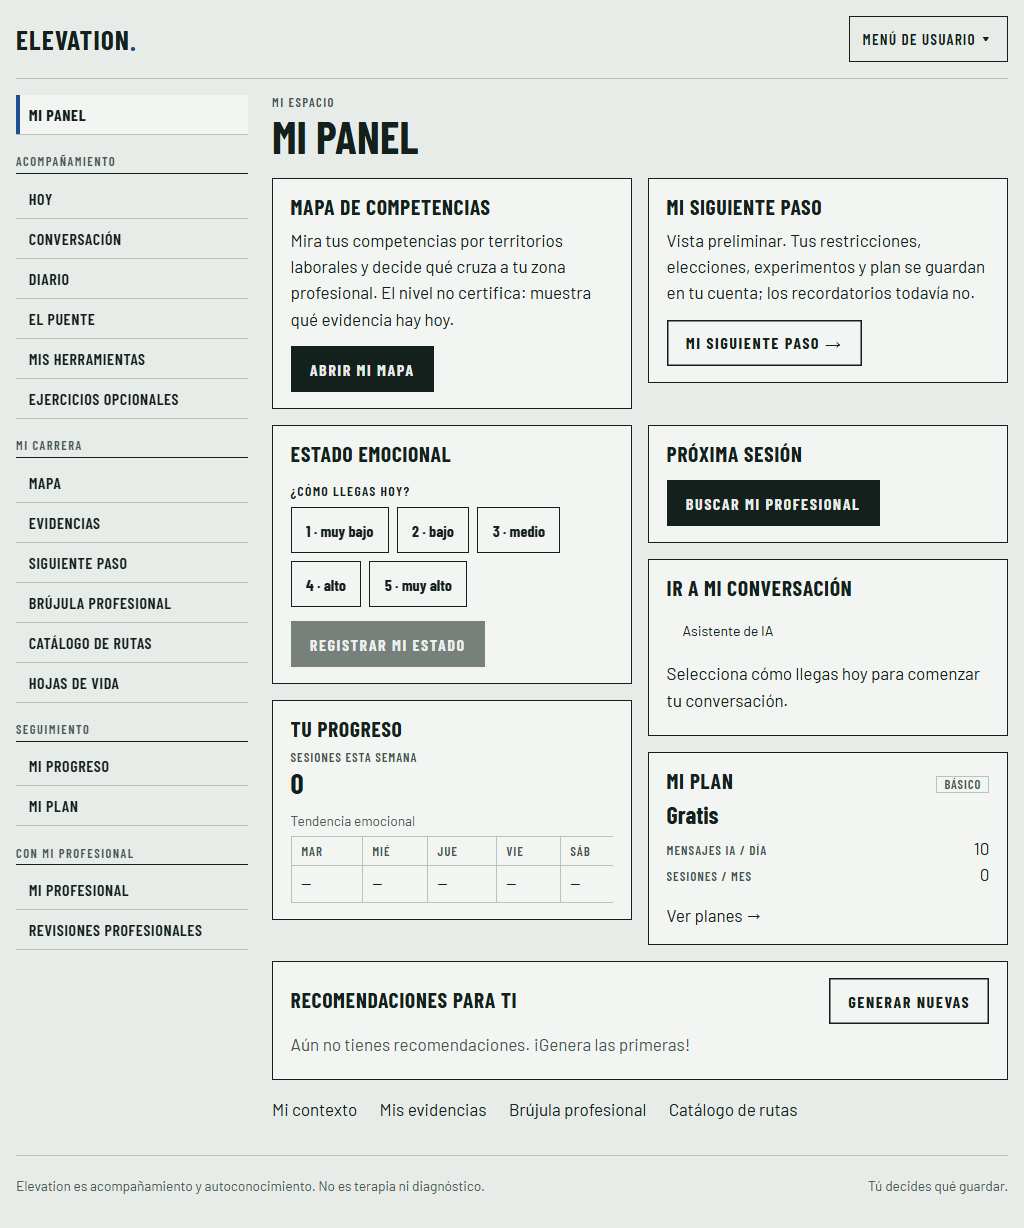 ELEVATION.
MENÚ DE USUARIO
MI PANEL
ACOMPAÑAMIENTO
HOY
CONVERSACIÓN
DIARIO
EL PUENTE
MIS HERRAMIENTAS
EJERCICIOS OPCIONALES
MI CARRERA
MAPA
EVIDENCIAS
SIGUIENTE PASO
BRÚJULA PROFESIONAL
CATÁLOGO DE RUTAS
HOJAS DE VIDA
SEGUIMIENTO
MI PROGRESO
MI PLAN
CON MI PROFESIONAL
MI PROFESIONAL
REVISIONES PROFESIONALES
MI ESPACIO
MI PANEL
MAPA DE COMPETENCIAS
Mira tus competencias por territorios
laborales y decide qué cruza a tu zona
profesional. El nivel no certifica: muestra
qué evidencia hay hoy.
ABRIR MI MAPA
MI SIGUIENTE PASO
Vista preliminar. Tus restricciones,
elecciones, experimentos y plan se guardan
en tu cuenta; los recordatorios todavía no.
MI SIGUIENTE PASO →
ESTADO EMOCIONAL
¿CÓMO LLEGAS HOY?
1 · muy bajo 2 · bajo 3 · medio
4 · alto 5 · muy alto
REGISTRAR MI ESTADO
PRÓXIMA SESIÓN
BUSCAR MI PROFESIONAL
IR A MI CONVERSACIÓN
Asistente de IA
Selecciona cómo llegas hoy para comenzar
tu conversación.
TU PROGRESO
SESIONES ESTA SEMANA
0
Tendencia emocional
MAR MIÉ JUE VIE SÁB
— — — — —
MI PLAN BÁSICO
Gratis
MENSAJES IA / DÍA 10
SESIONES / MES 0
Ver planes →
RECOMENDACIONES PARA TI GENERAR NUEVAS
Aún no tienes recomendaciones. ¡Genera las primeras!
Mi contexto Mis evidencias Brújula profesional Catálogo de rutas
Elevation es acompañamiento y autoconocimiento. No es terapia ni diagnóstico. Tú decides qué guardar.